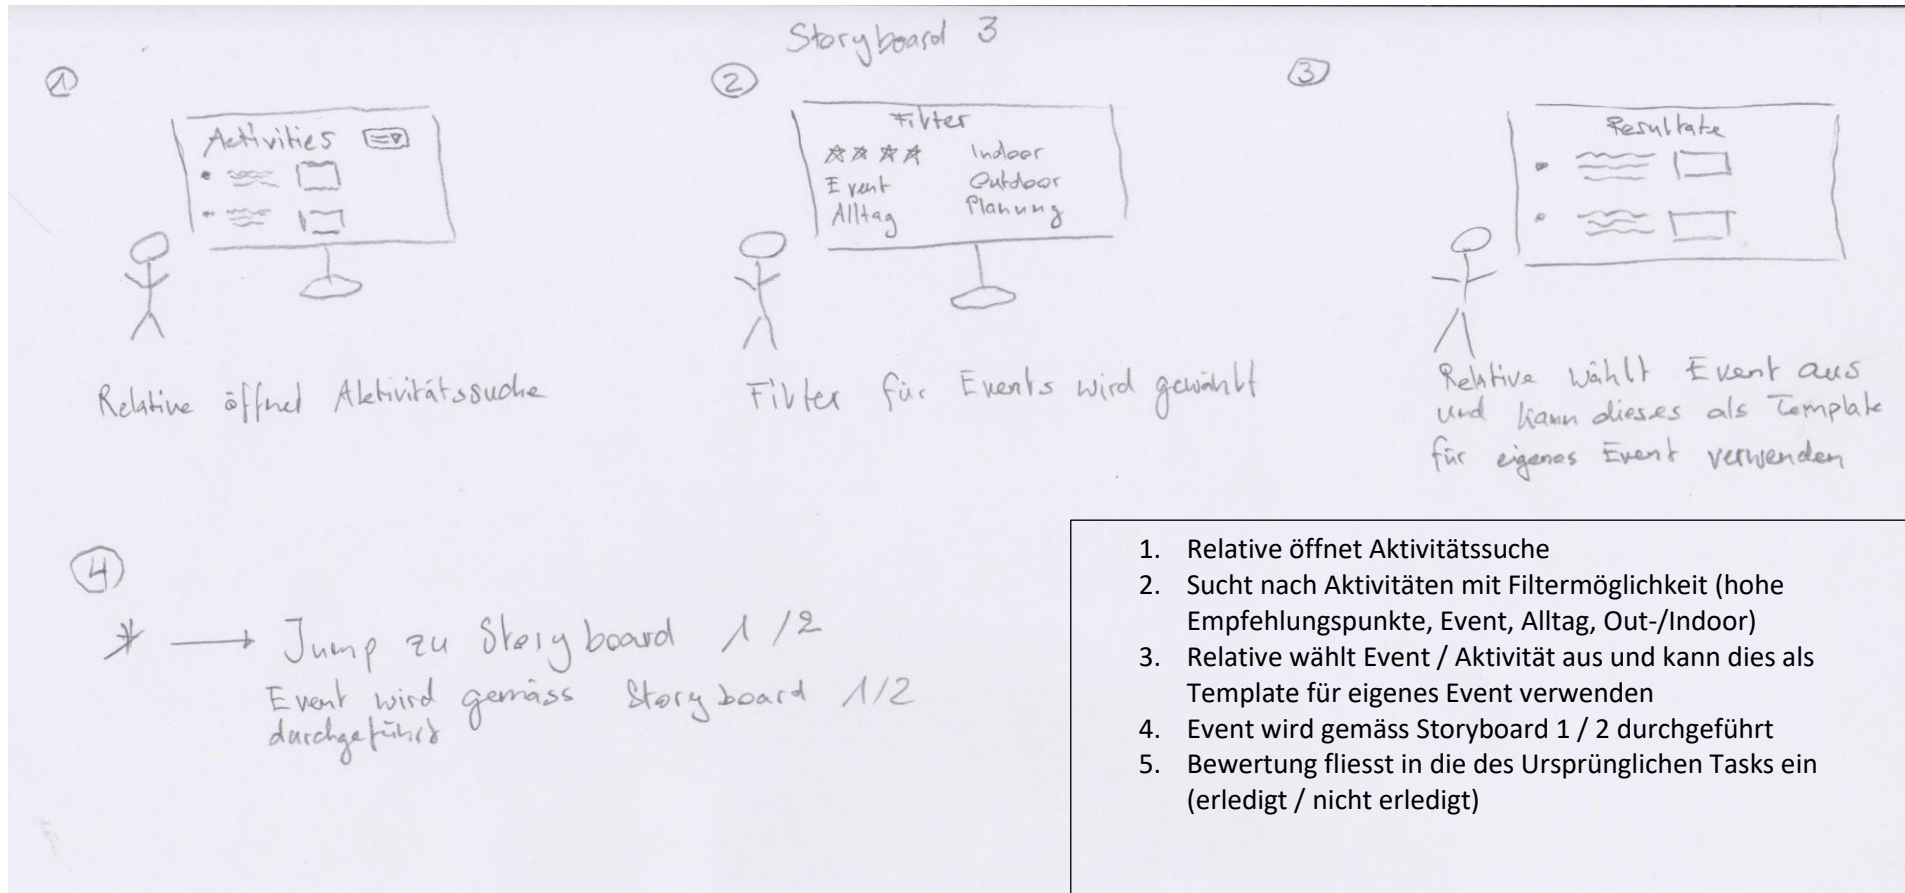 Storyboard 3
1
Activities
Relative öffnet Aktivitätssuche
2
Filter
☆☆☆☆ Indoor
Event Outdoor
Alltag Planung
Filter für Events wird gewählt
3
Resultate
Relative wählt Event aus
und kann dieses als Template
für eigenes Event verwenden
4
* → Jump zu Storyboard 1/2
Event wird gemäss Storyboard 1/2
durchgeführt
1. Relative öffnet Aktivitätssuche
2. Sucht nach Aktivitäten mit Filtermöglichkeit (hohe
Empfehlungspunkte, Event, Alltag, Out-/Indoor)
3. Relative wählt Event / Aktivität aus und kann dies als
Template für eigenes Event verwenden
4. Event wird gemäss Storyboard 1 / 2 durchgeführt
5. Bewertung fliesst in die des Ursprünglichen Tasks ein
(erledigt / nicht erledigt)